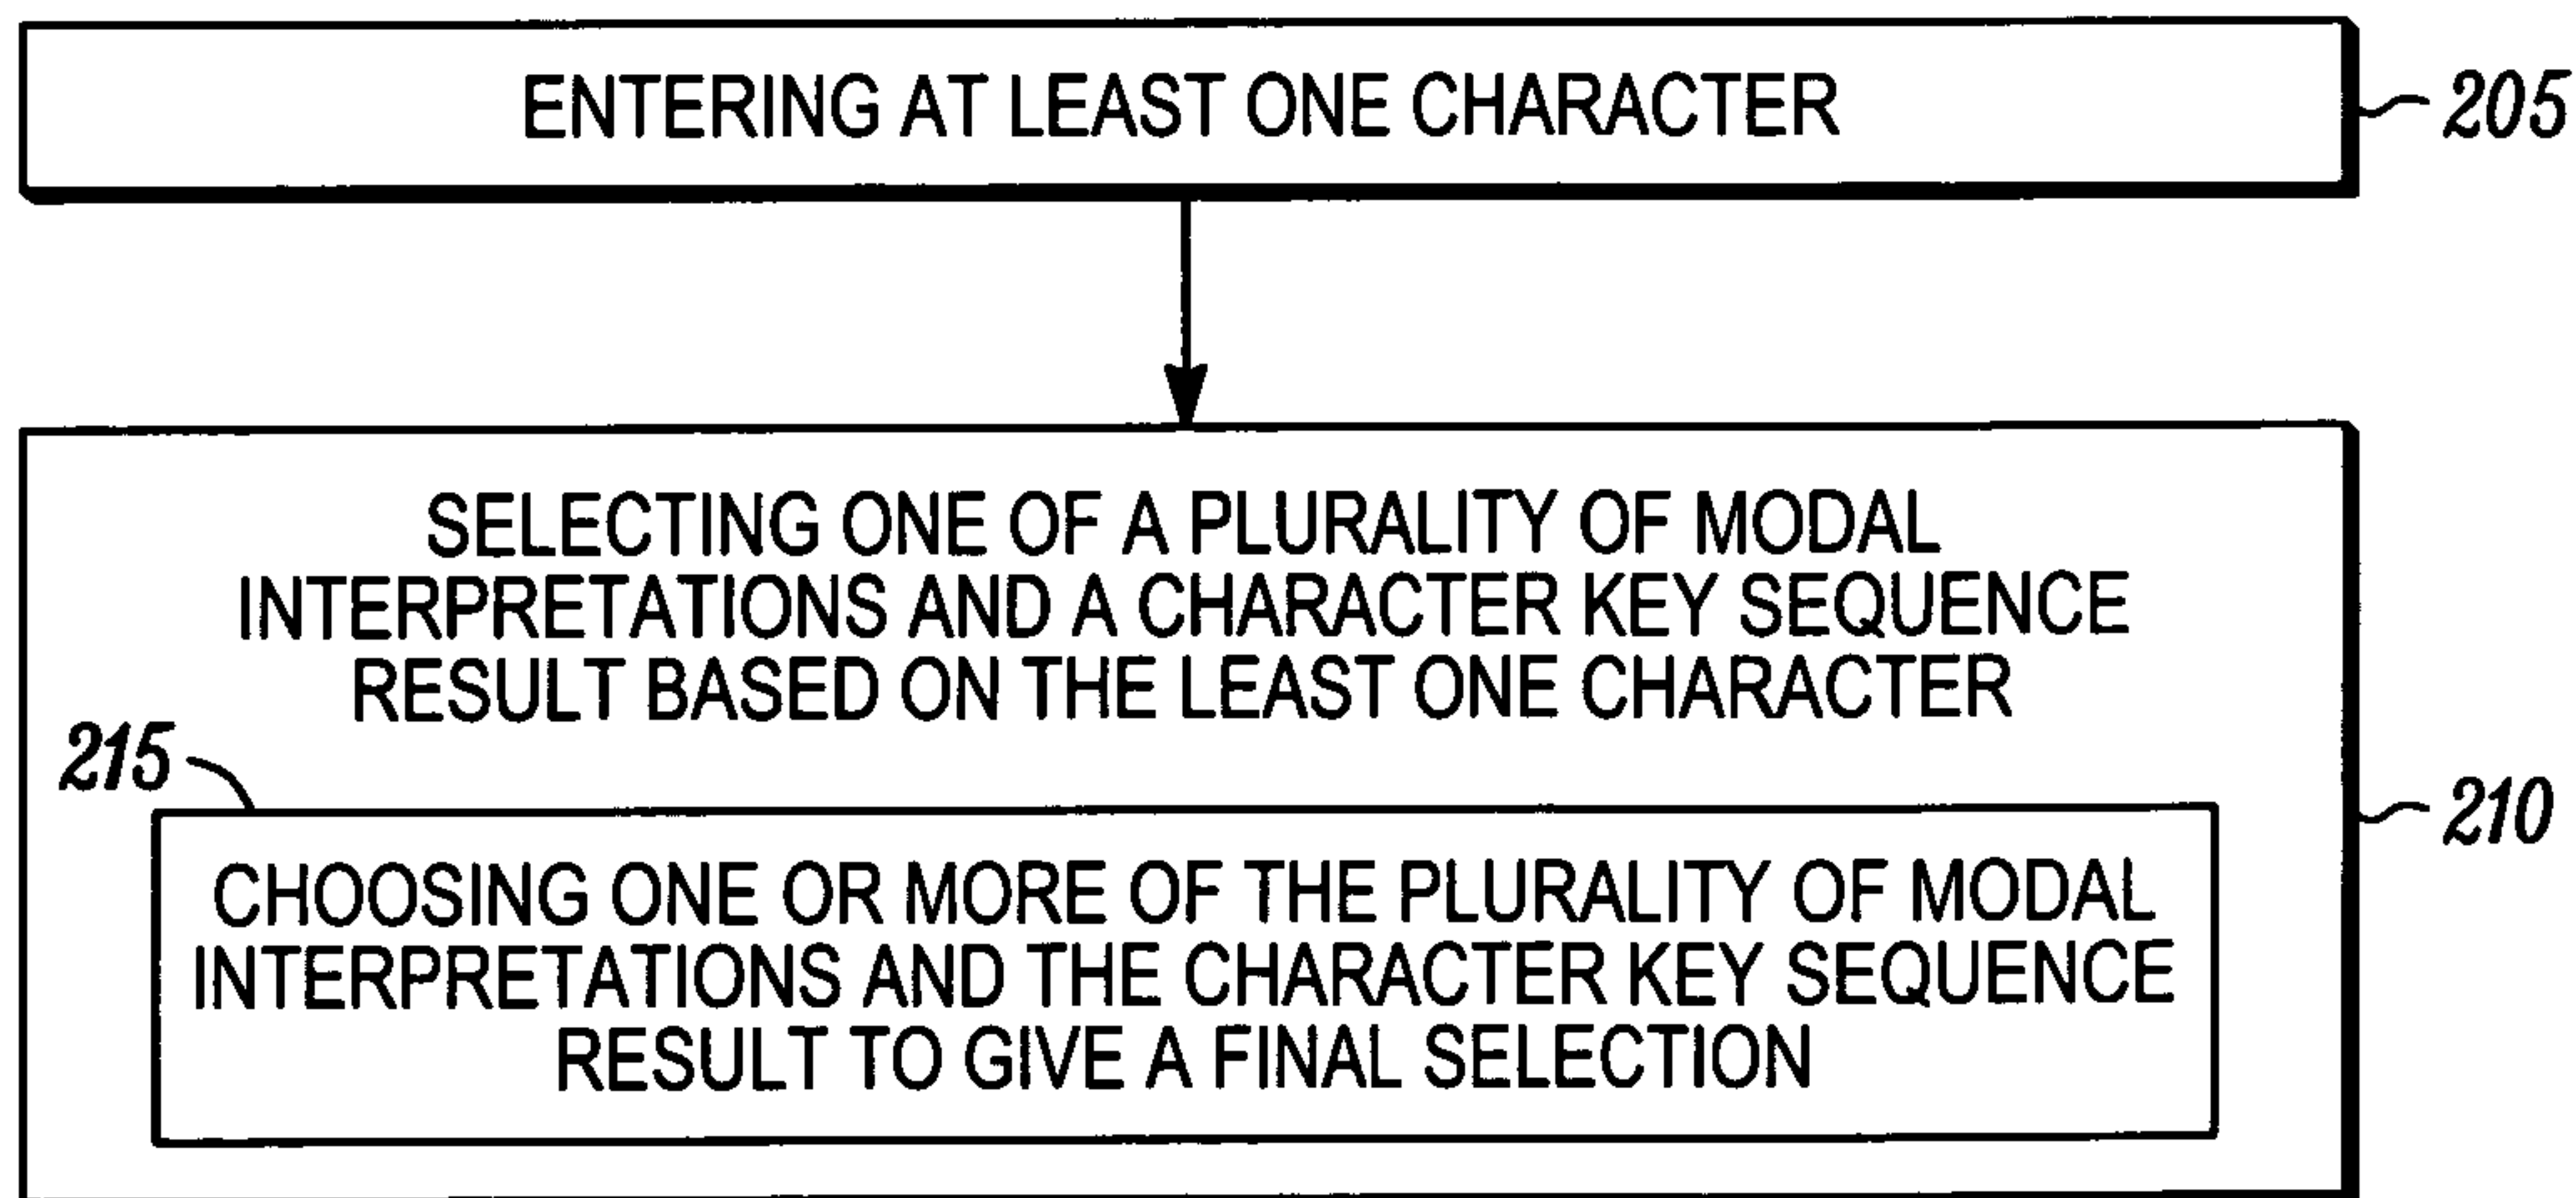 ENTERING AT LEAST ONE CHARACTER
205
SELECTING ONE OF A PLURALITY OF MODAL
INTERPRETATIONS AND A CHARACTER KEY SEQUENCE
RESULT BASED ON THE LEAST ONE CHARACTER
215
210
CHOOSING ONE OR MORE OF THE PLURALITY OF MODAL
INTERPRETATIONS AND THE CHARACTER KEY SEQUENCE
RESULT TO GIVE A FINAL SELECTION